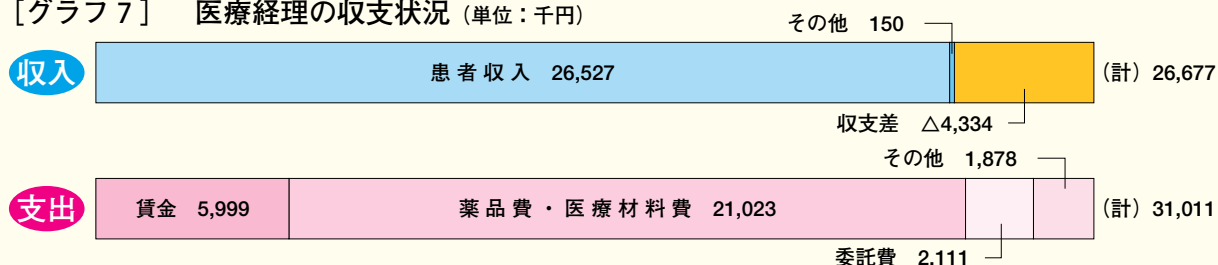 [グラフ7] 医療経理の収支状況(単位:千円)
その他 150
収入
患者収入 26,527
(計) 26,677
収支差 △4,334
その他 1,878
支出
賃金 5,999
薬品費・医療材料費 21,023
(計) 31,011
委託費 2,111